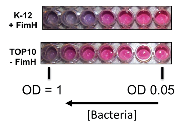 K-12
+ FimH
TOP10
- FimH
OD = 1
OD 0.05
[Bacteria]